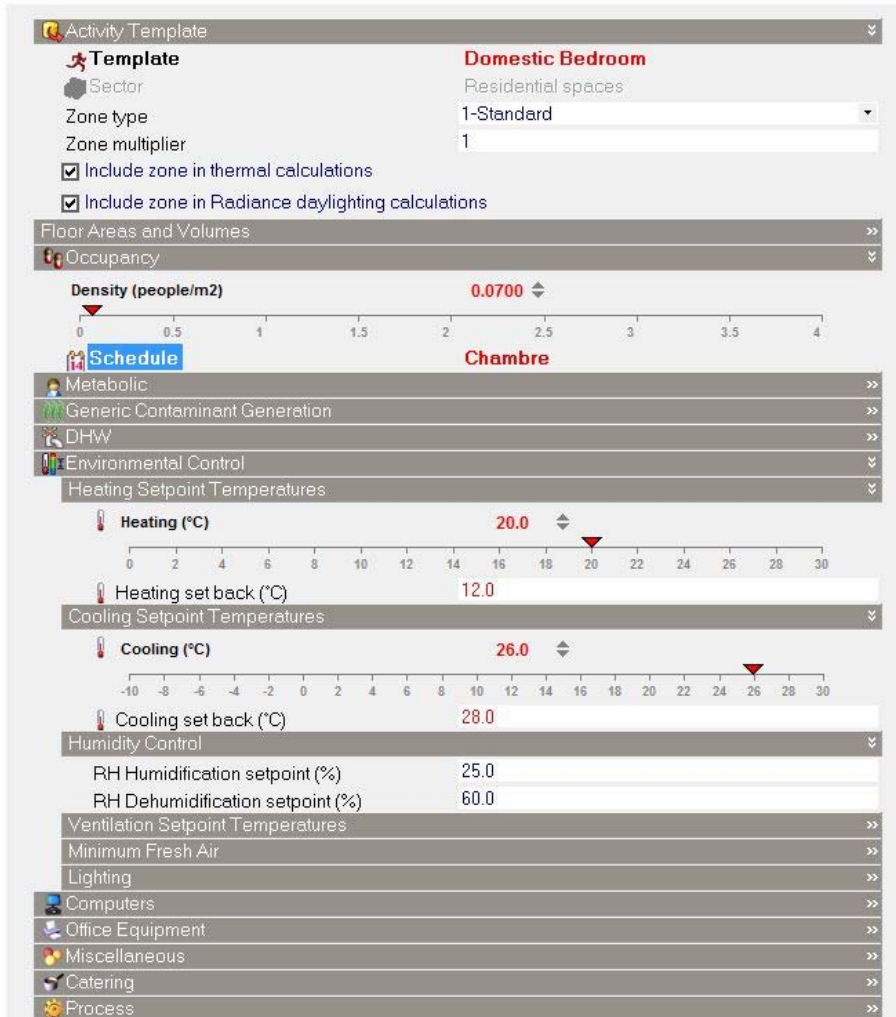 Activity Template
Template Domestic Bedroom
Sector Residential spaces
Zone type 1-Standard
Zone multiplier 1
Include zone in thermal calculations
Include zone in Radiance daylighting calculations
Floor Areas and Volumes
Occupancy
Density (people/m2) 0.0700
0 0.5 1 1.5 2 2.5 3 3.5 4
14 Schedule Chambre
Metabolic
Generic Contaminant Generation
DHW
Environmental Control
Heating Setpoint Temperatures
Heating (°C) 20.0
0 2 4 6 8 10 12 14 16 18 20 22 24 26 28 30
Heating set back (°C) 12.0
Cooling Setpoint Temperatures
Cooling (°C) 26.0
-10 -8 -6 -4 -2 0 2 4 6 8 10 12 14 16 18 20 22 24 26 28 30
Cooling set back (°C) 28.0
Humidity Control
RH Humidification setpoint (%) 25.0
RH Dehumidification setpoint (%) 60.0
Ventilation Setpoint Temperatures
Minimum Fresh Air
Lighting
Computers
Office Equipment
Miscellaneous
Catering
Process